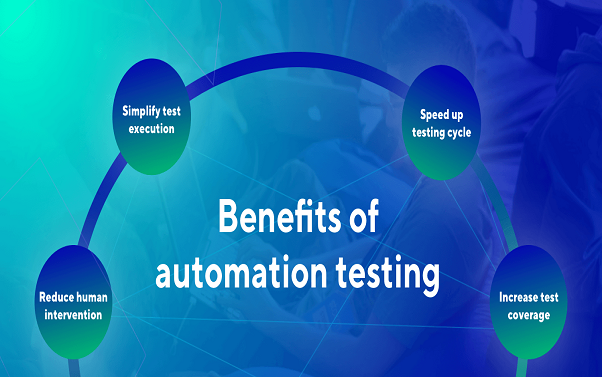 Simplify test
execution
Speed up
testing cycle
Benefits of
automation testing
Reduce human
intervention
Increase test
coverage